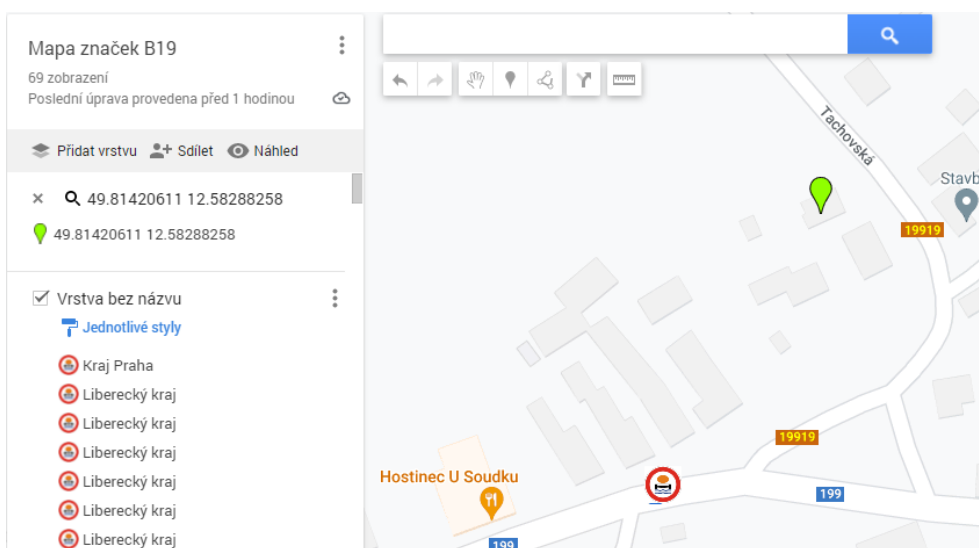 Mapa značek B19
69 zobrazení
Poslední úprava provedena před 1 hodinou
Přidat vrstvu
Sdílet
Náhled
49.81420611 12.58288258
49.81420611 12.58288258
Vrstva bez názvu
Jednotlivé styly
Kraj Praha
Liberecký kraj
Liberecký kraj
Liberecký kraj
Liberecký kraj
Liberecký kraj
Liberecký kraj
Tachovská
Stavb
19919
19919
Hostinec U Soudku
199
199